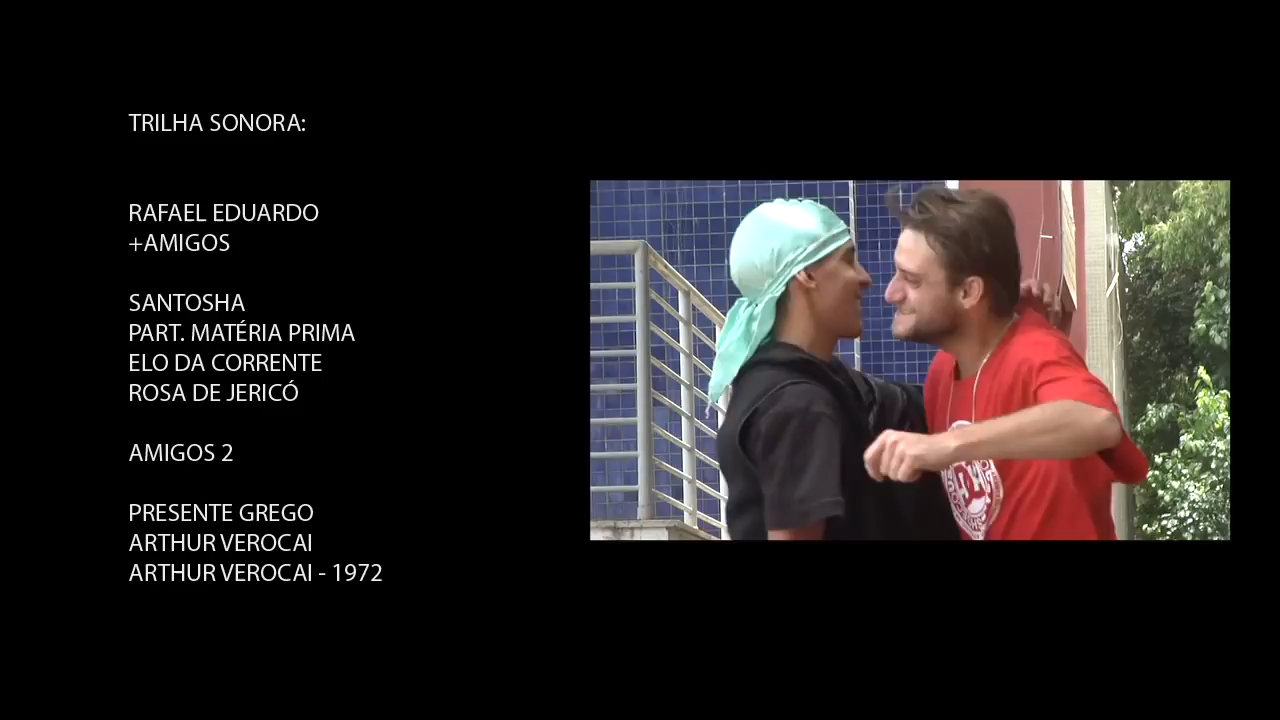 TRILHA SONORA:
RAFAEL EDUARDO
+AMIGOS
SANTOSHA
PART. MATÉRIA PRIMA
ELO DA CORRENTE
ROSA DE JERICÓ
AMIGOS 2
PRESENTE GREGO
ARTHUR VEROCAI
ARTHUR VEROCAI - 1972